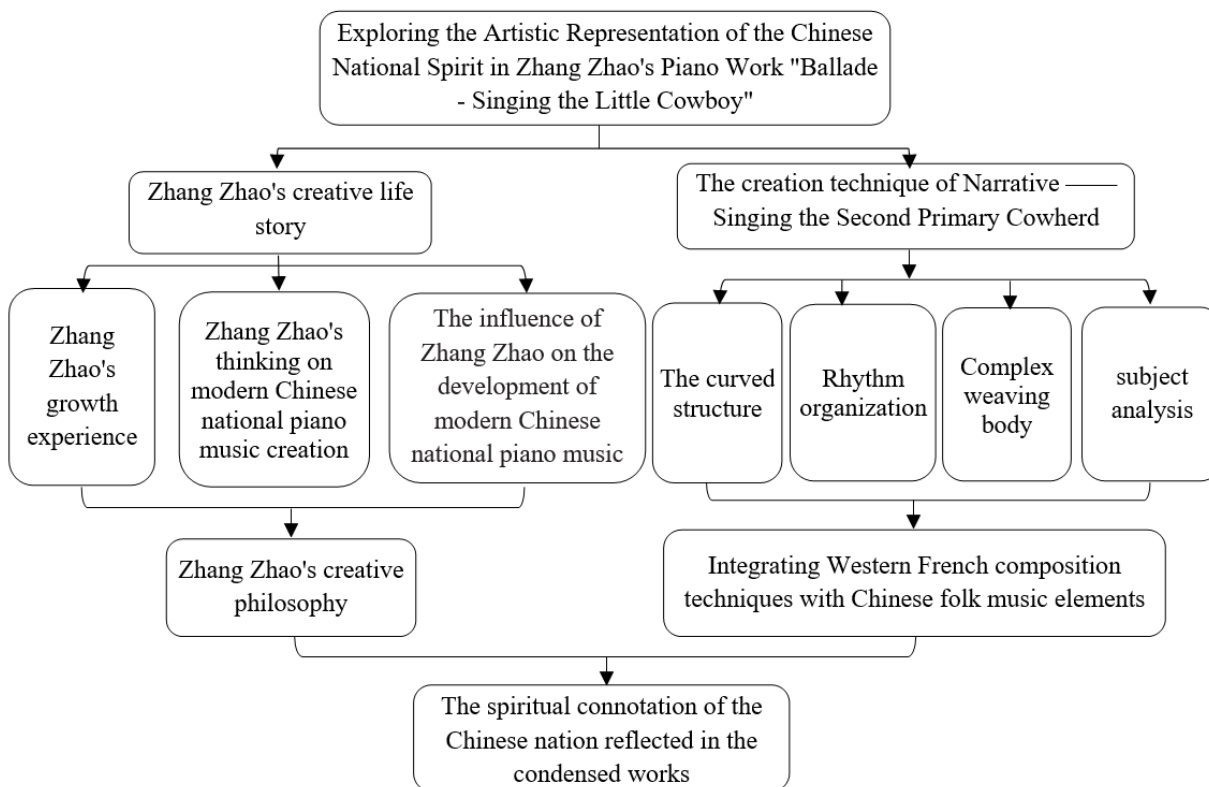 Exploring the Artistic Representation of the Chinese
National Spirit in Zhang Zhao's Piano Work "Ballade
- Singing the Little Cowboy"
Zhang Zhao's creative life
story
The creation technique of Narrative ——
Singing the Second Primary Cowherd
Zhang
Zhao's
growth
experience
Zhang Zhao's
thinking on
modern Chinese
national piano
music creation
The influence of
Zhang Zhao on the
development of
modern Chinese
national piano music
The curved
structure
Rhythm
organization
Complex
weaving
body
subject
analysis
Zhang Zhao's creative
philosophy
Integrating Western French composition
techniques with Chinese folk music elements
The spiritual connotation of the
Chinese nation reflected in the
condensed works